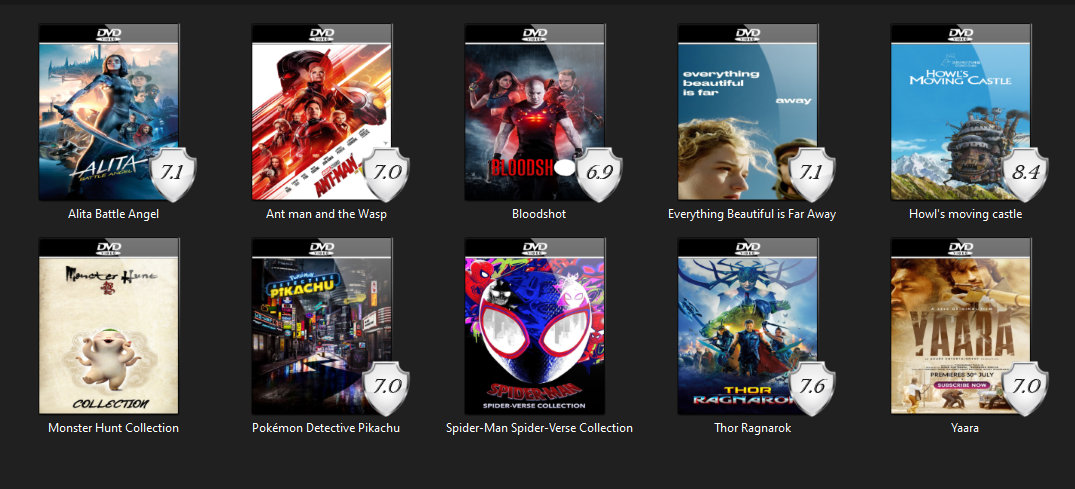 DVD VIDEO
DVD VIDEO
DVD VIDEO
DVD VIDEO
DVD VIDEO
ALITA
BATTLE ANGEL
7.1
ANT-MAN
7.0
BLOODSH
6.9
everything
beautiful
is far
away
7.1
HOWL'S
MOVING CASTLE
8.4
Alita Battle Angel
Ant man and the Wasp
Bloodshot
Everything Beautiful is Far Away
Howl's moving castle
DVD VIDEO
DVD VIDEO
DVD VIDEO
DVD VIDEO
DVD VIDEO
Monster Hunt
COLLECTION
POKÉMON
DETECTIVE
PIKACHU
7.0
SPIDER-MAN
SPIDER-VERSE COLLECTION
THOR
RAGNAROK
7.6
YAARA
PREMIERES 30th JULY
SUBSCRIBE NOW
7.0
Monster Hunt Collection
Pokémon Detective Pikachu
Spider-Man Spider-Verse Collection
Thor Ragnarok
Yaara